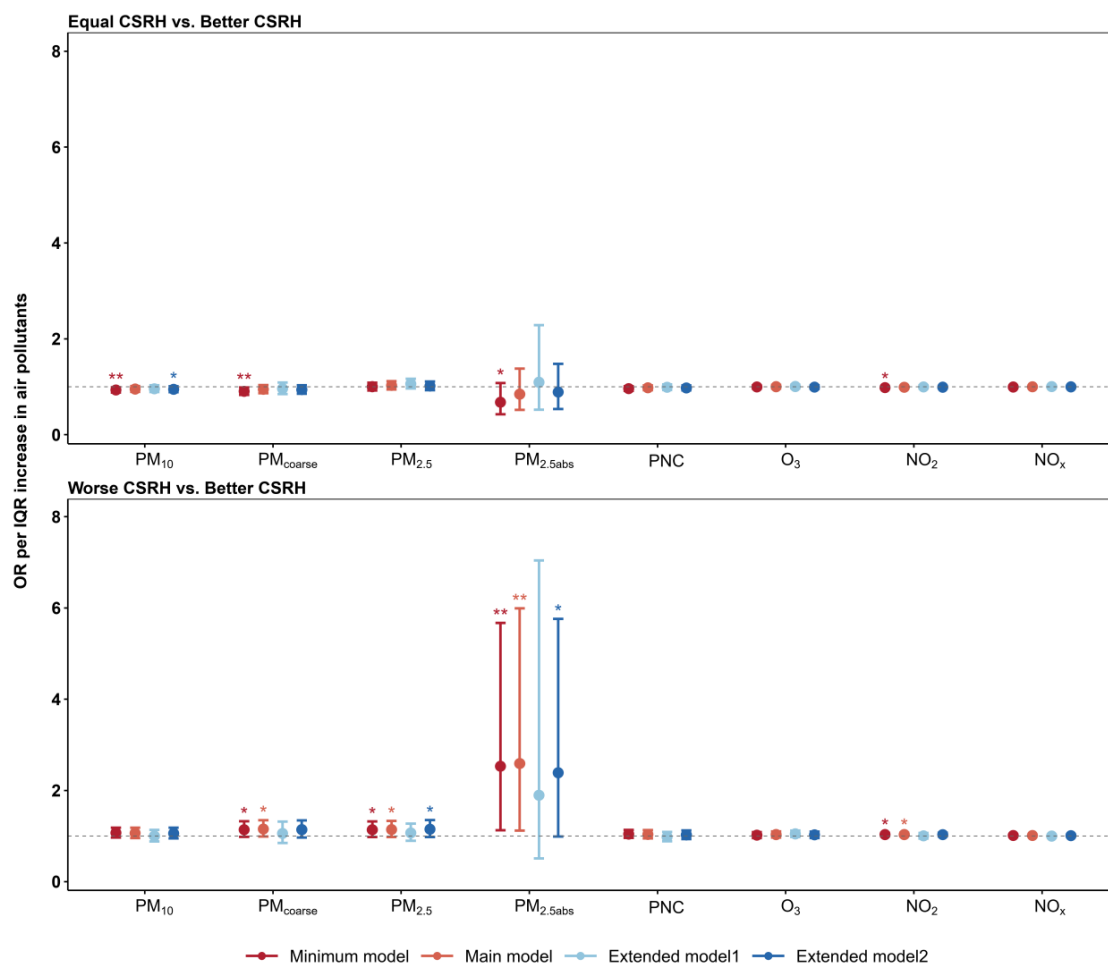 Equal CSRH vs. Better CSRH
8
6
4
2
0
** * ** * *
PM10 PMcoarse PM2.5 PM2.5abs PNC O3 NO2 NOx
OR per IQR increase in air pollutants
Worse CSRH vs. Better CSRH
8
6
4
2
0
* * * * * ** ** * * *
PM10 PMcoarse PM2.5 PM2.5abs PNC O3 NO2 NOx
Minimum model Main model Extended model1 Extended model2